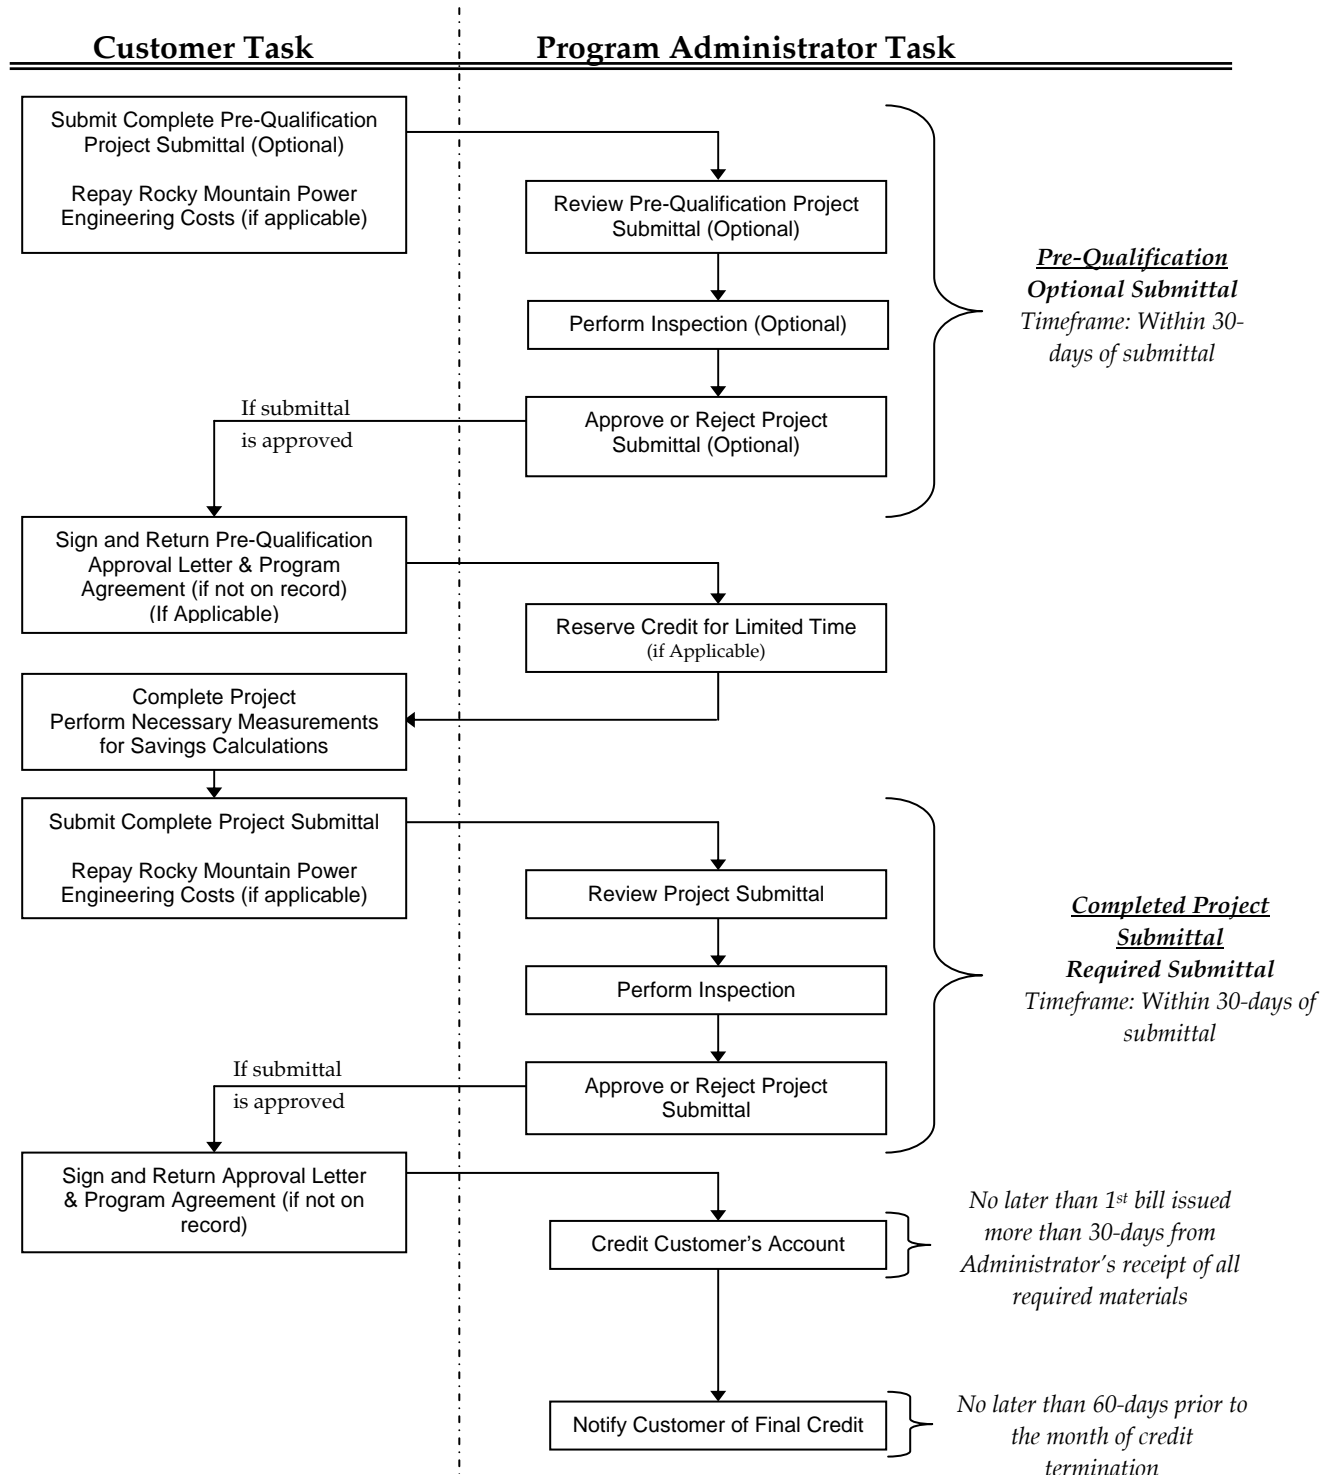 Customer Task
Program Administrator Task
Submit Complete Pre-Qualification
Project Submittal (Optional)
Repay Rocky Mountain Power
Engineering Costs (if applicable)
Review Pre-Qualification Project
Submittal (Optional)
Perform Inspection (Optional)
Approve or Reject Project
Submittal (Optional)
Pre-Qualification
Optional Submittal
Timeframe: Within 30-
days of submittal
If submittal
is approved
Sign and Return Pre-Qualification
Approval Letter & Program
Agreement (if not on record)
(If Applicable)
Reserve Credit for Limited Time
(if Applicable)
Complete Project
Perform Necessary Measurements
for Savings Calculations
Submit Complete Project Submittal
Repay Rocky Mountain Power
Engineering Costs (if applicable)
Review Project Submittal
Perform Inspection
Approve or Reject Project
Submittal
Completed Project
Submittal
Required Submittal
Timeframe: Within 30-days of
submittal
If submittal
is approved
Sign and Return Approval Letter
& Program Agreement (if not on
record)
Credit Customer's Account
No later than 1st bill issued
more than 30-days from
Administrator's receipt of all
required materials
Notify Customer of Final Credit
No later than 60-days prior to
the month of credit
termination